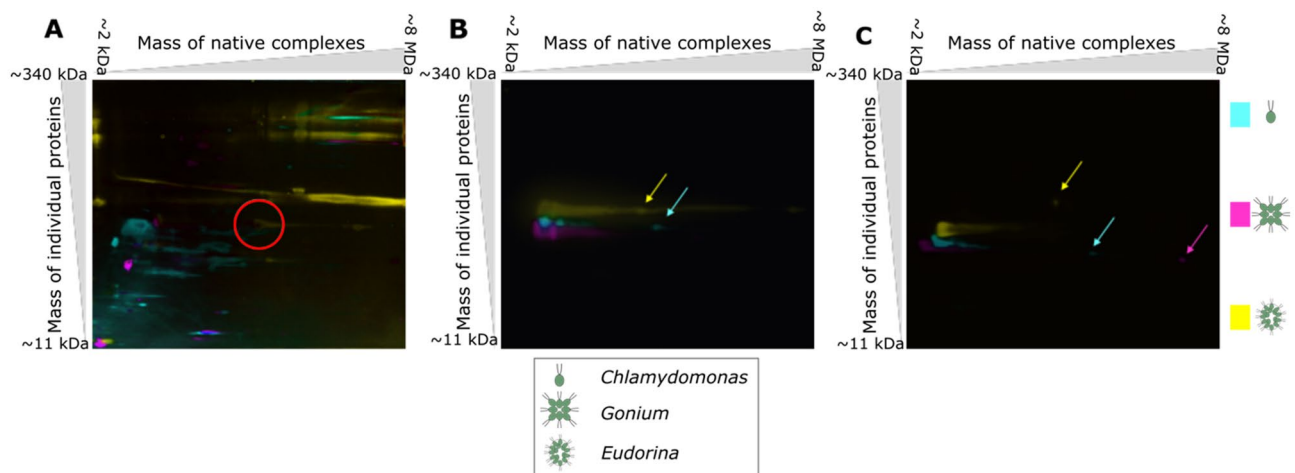 A
~2 kDa
Mass of native complexes
~8 MDa
~340 kDa
Mass of individual proteins
~11 kDa
B
~2 kDa
Mass of native complexes
~8 MDa
~340 kDa
Mass of individual proteins
~11 kDa
C
~2 kDa
Mass of native complexes
~8 MDa
~340 kDa
Mass of individual proteins
~11 kDa
Chlamydomonas
Gonium
Eudorina